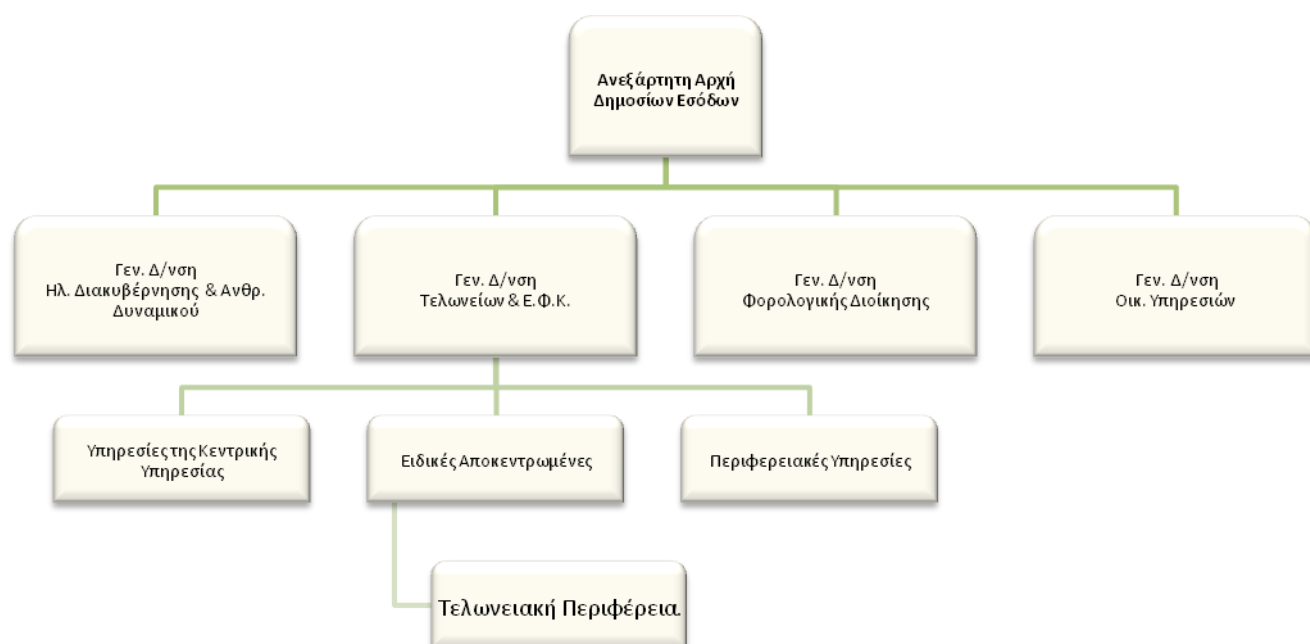 Ανεξάρτητη Αρχή
Δημοσίων Εσόδων
Γεν. Δ/νση
Ηλ. Διακυβέρνησης & Ανθρ.
Δυναμικού
Γεν. Δ/νση
Τελωνείων & Ε.Φ.Κ.
Γεν. Δ/νση
Φορολογικής Διοίκησης
Γεν. Δ/νση
Οικ. Υπηρεσιών
Υπηρεσίες της Κεντρικής
Υπηρεσίας
Ειδικές Αποκεντρωμένες
Περιφερειακές Υπηρεσίες
Τελωνειακή Περιφέρεια.